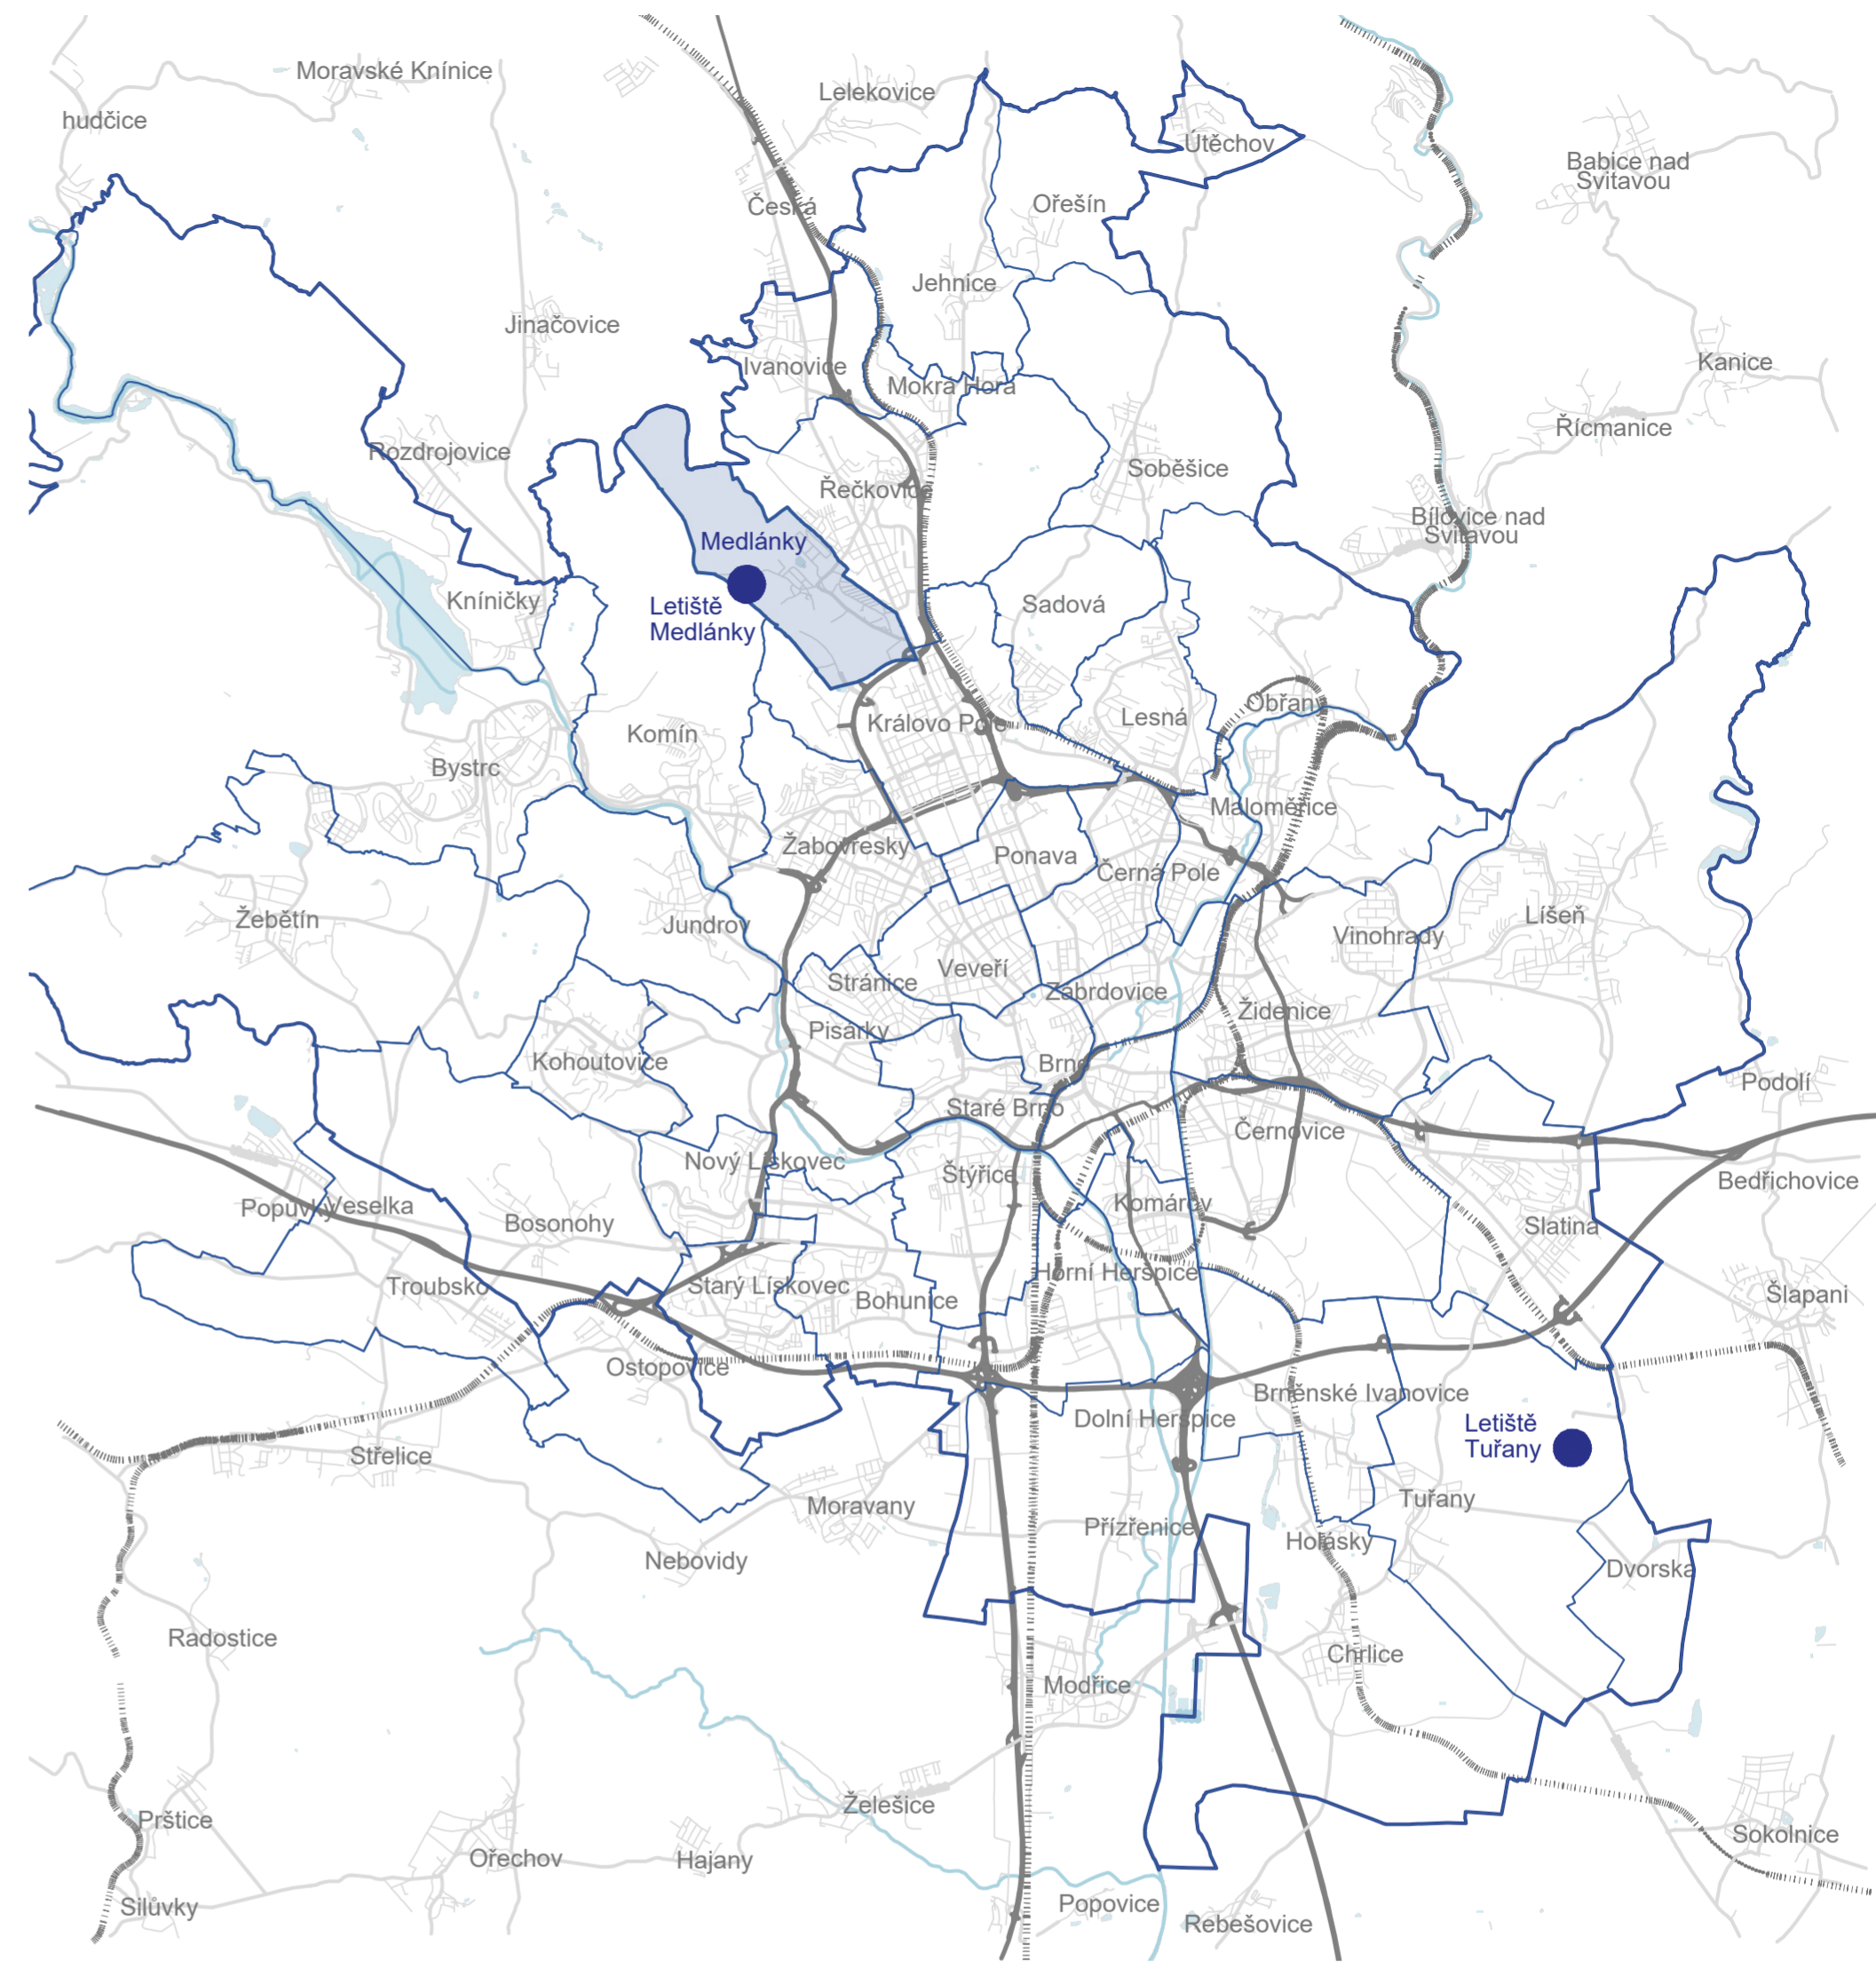 Moravské Knínice
Lelekovice
hudčice
Útěchov
Babice nad
Svitavou
Česká
Ořešín
Jehnice
Jinačovice
Ivanovice
Mokrá Hora
Kanice
Řícmanice
Rozdrojovice
Soběšice
Řečkovice
Bílovice nad
Svitavou
Medlánky
Letiště
Medlánky
Kníničky
Sadová
Obřany
Lesná
Královo Pole
Komín
Bystrc
Maloměřice
Žabovřesky
Ponava
Černá Pole
Žebětín
Jundrov
Líšeň
Vinohrady
Veveří
Stránice
Zábrdovice
Židenice
Pisárky
Kohoutovice
Brno
Podolí
Staré Brno
Černovice
Nový Lískovec
Štýřice
Bedřichovice
Popůvky
Veselka
Komárov
Bosonohy
Slatina
Horní Heršpice
Troubsko
Starý Lískovec
Bohunice
Šlapani
Ostopovice
Brněnské Ivanovice
Dolní Heršpice
Letiště
Tuřany
Střelice
Tuřany
Moravany
Přízřenice
Holásky
Nebovidy
Dvorska
Radostice
Chrlice
Modřice
Želešice
Prštice
Sokolnice
Ořechov
Hajany
Silůvky
Popovice
Rebešovice